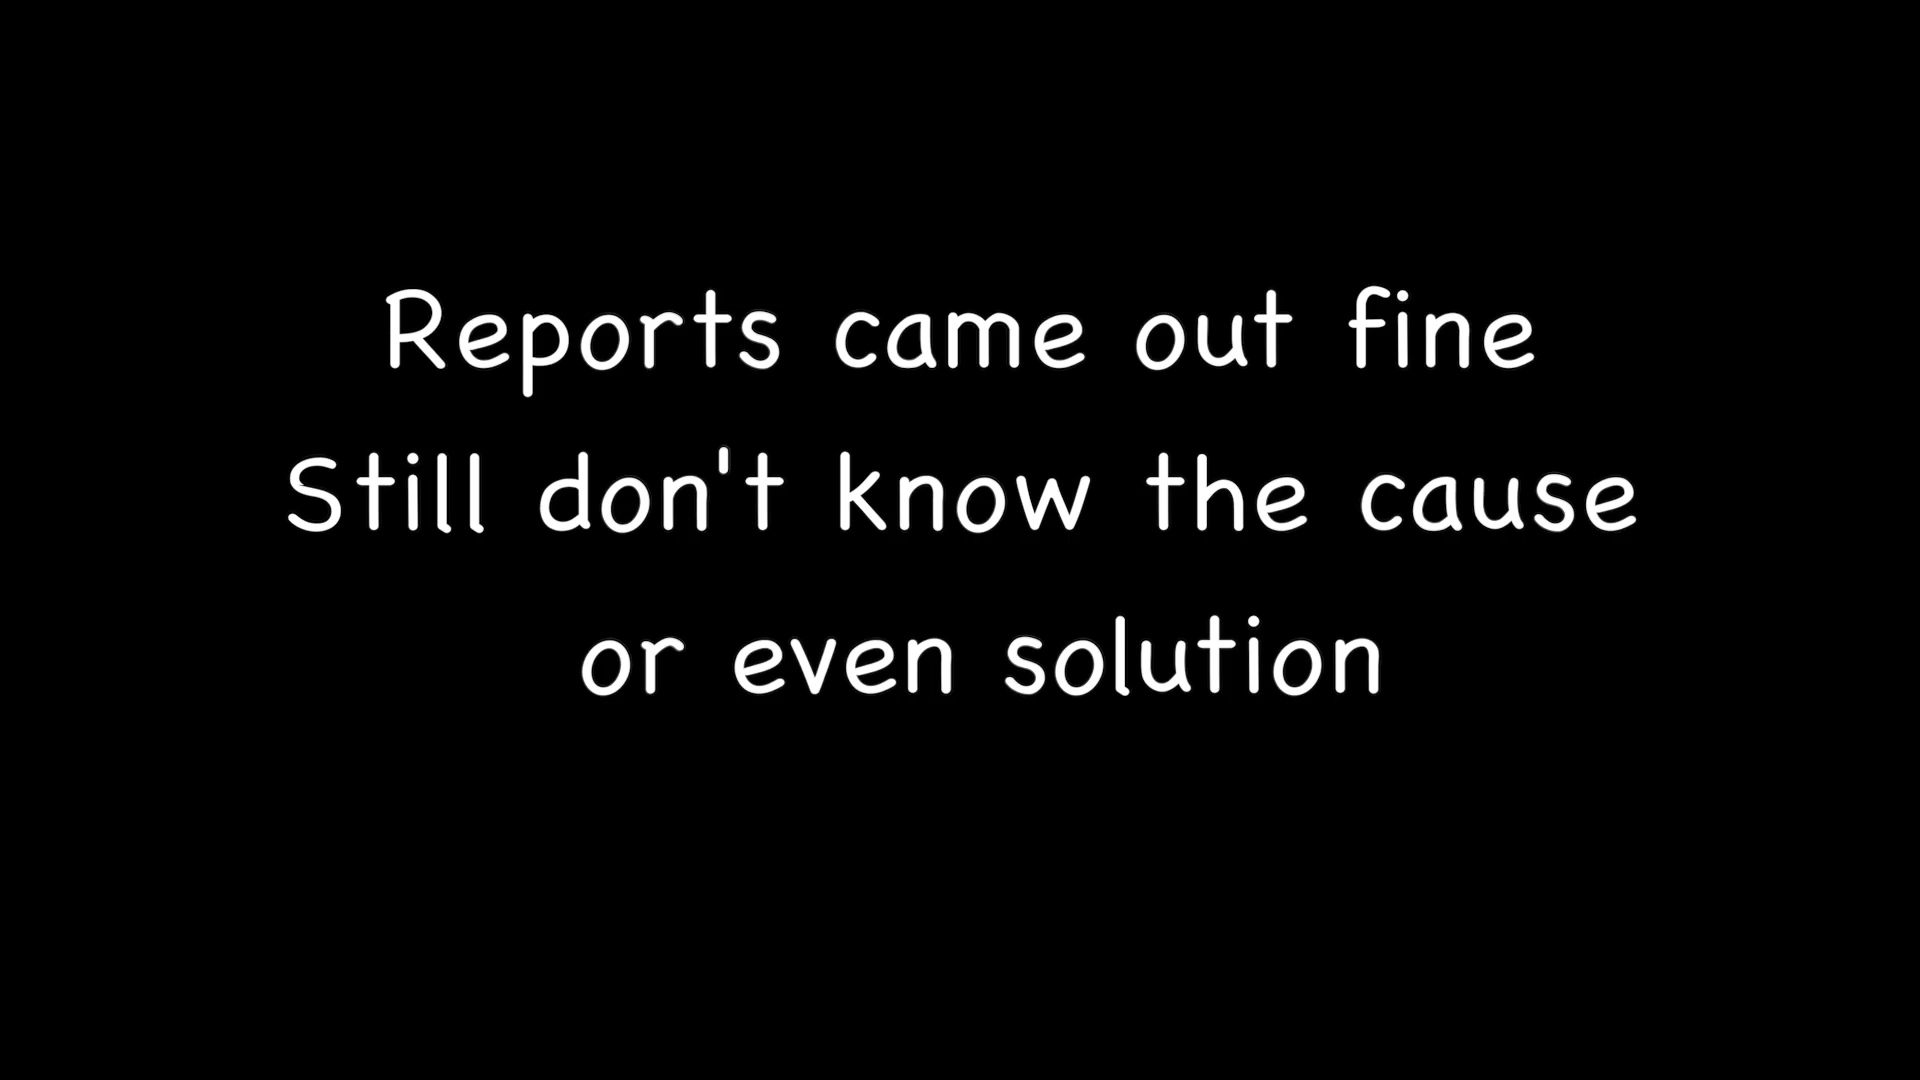 Reports came out fine
Still don't know the cause
or even solution